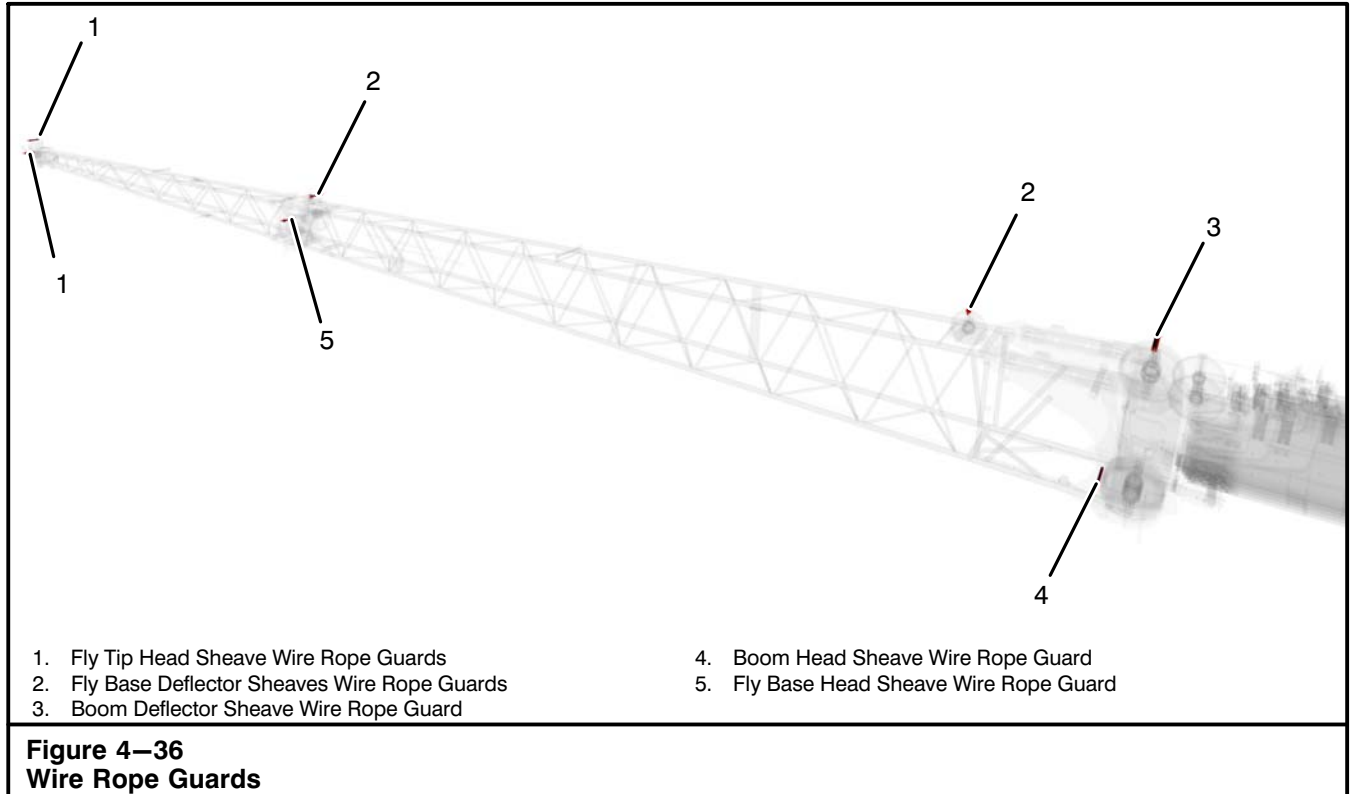 1
2
2
3
1
5
4
1. Fly Tip Head Sheave Wire Rope Guards
2. Fly Base Deflector Sheaves Wire Rope Guards
3. Boom Deflector Sheave Wire Rope Guard
4. Boom Head Sheave Wire Rope Guard
5. Fly Base Head Sheave Wire Rope Guard
Figure 4—36
Wire Rope Guards